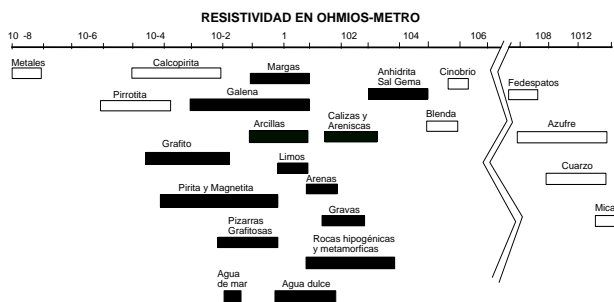 RESISTIVIDAD EN OHMIOS-METRO
10 -8 10-6 10-4 10-2 1 102 104 106 108 1012
Metales
Calcopirita
Margas
Anhidrita
Sal Gema
Cinobrio
Fedespatos
Pirrotita
Galena
Blenda
Azufre
Arcillas
Calizas y
Areniscas
Grafito
Limos
Cuarzo
Arenas
Pirita y Magnetita
Mica
Gravas
Pizarras
Grafitosas
Rocas hipogénicas
y metamorficas
Agua
de mar
Agua dulce